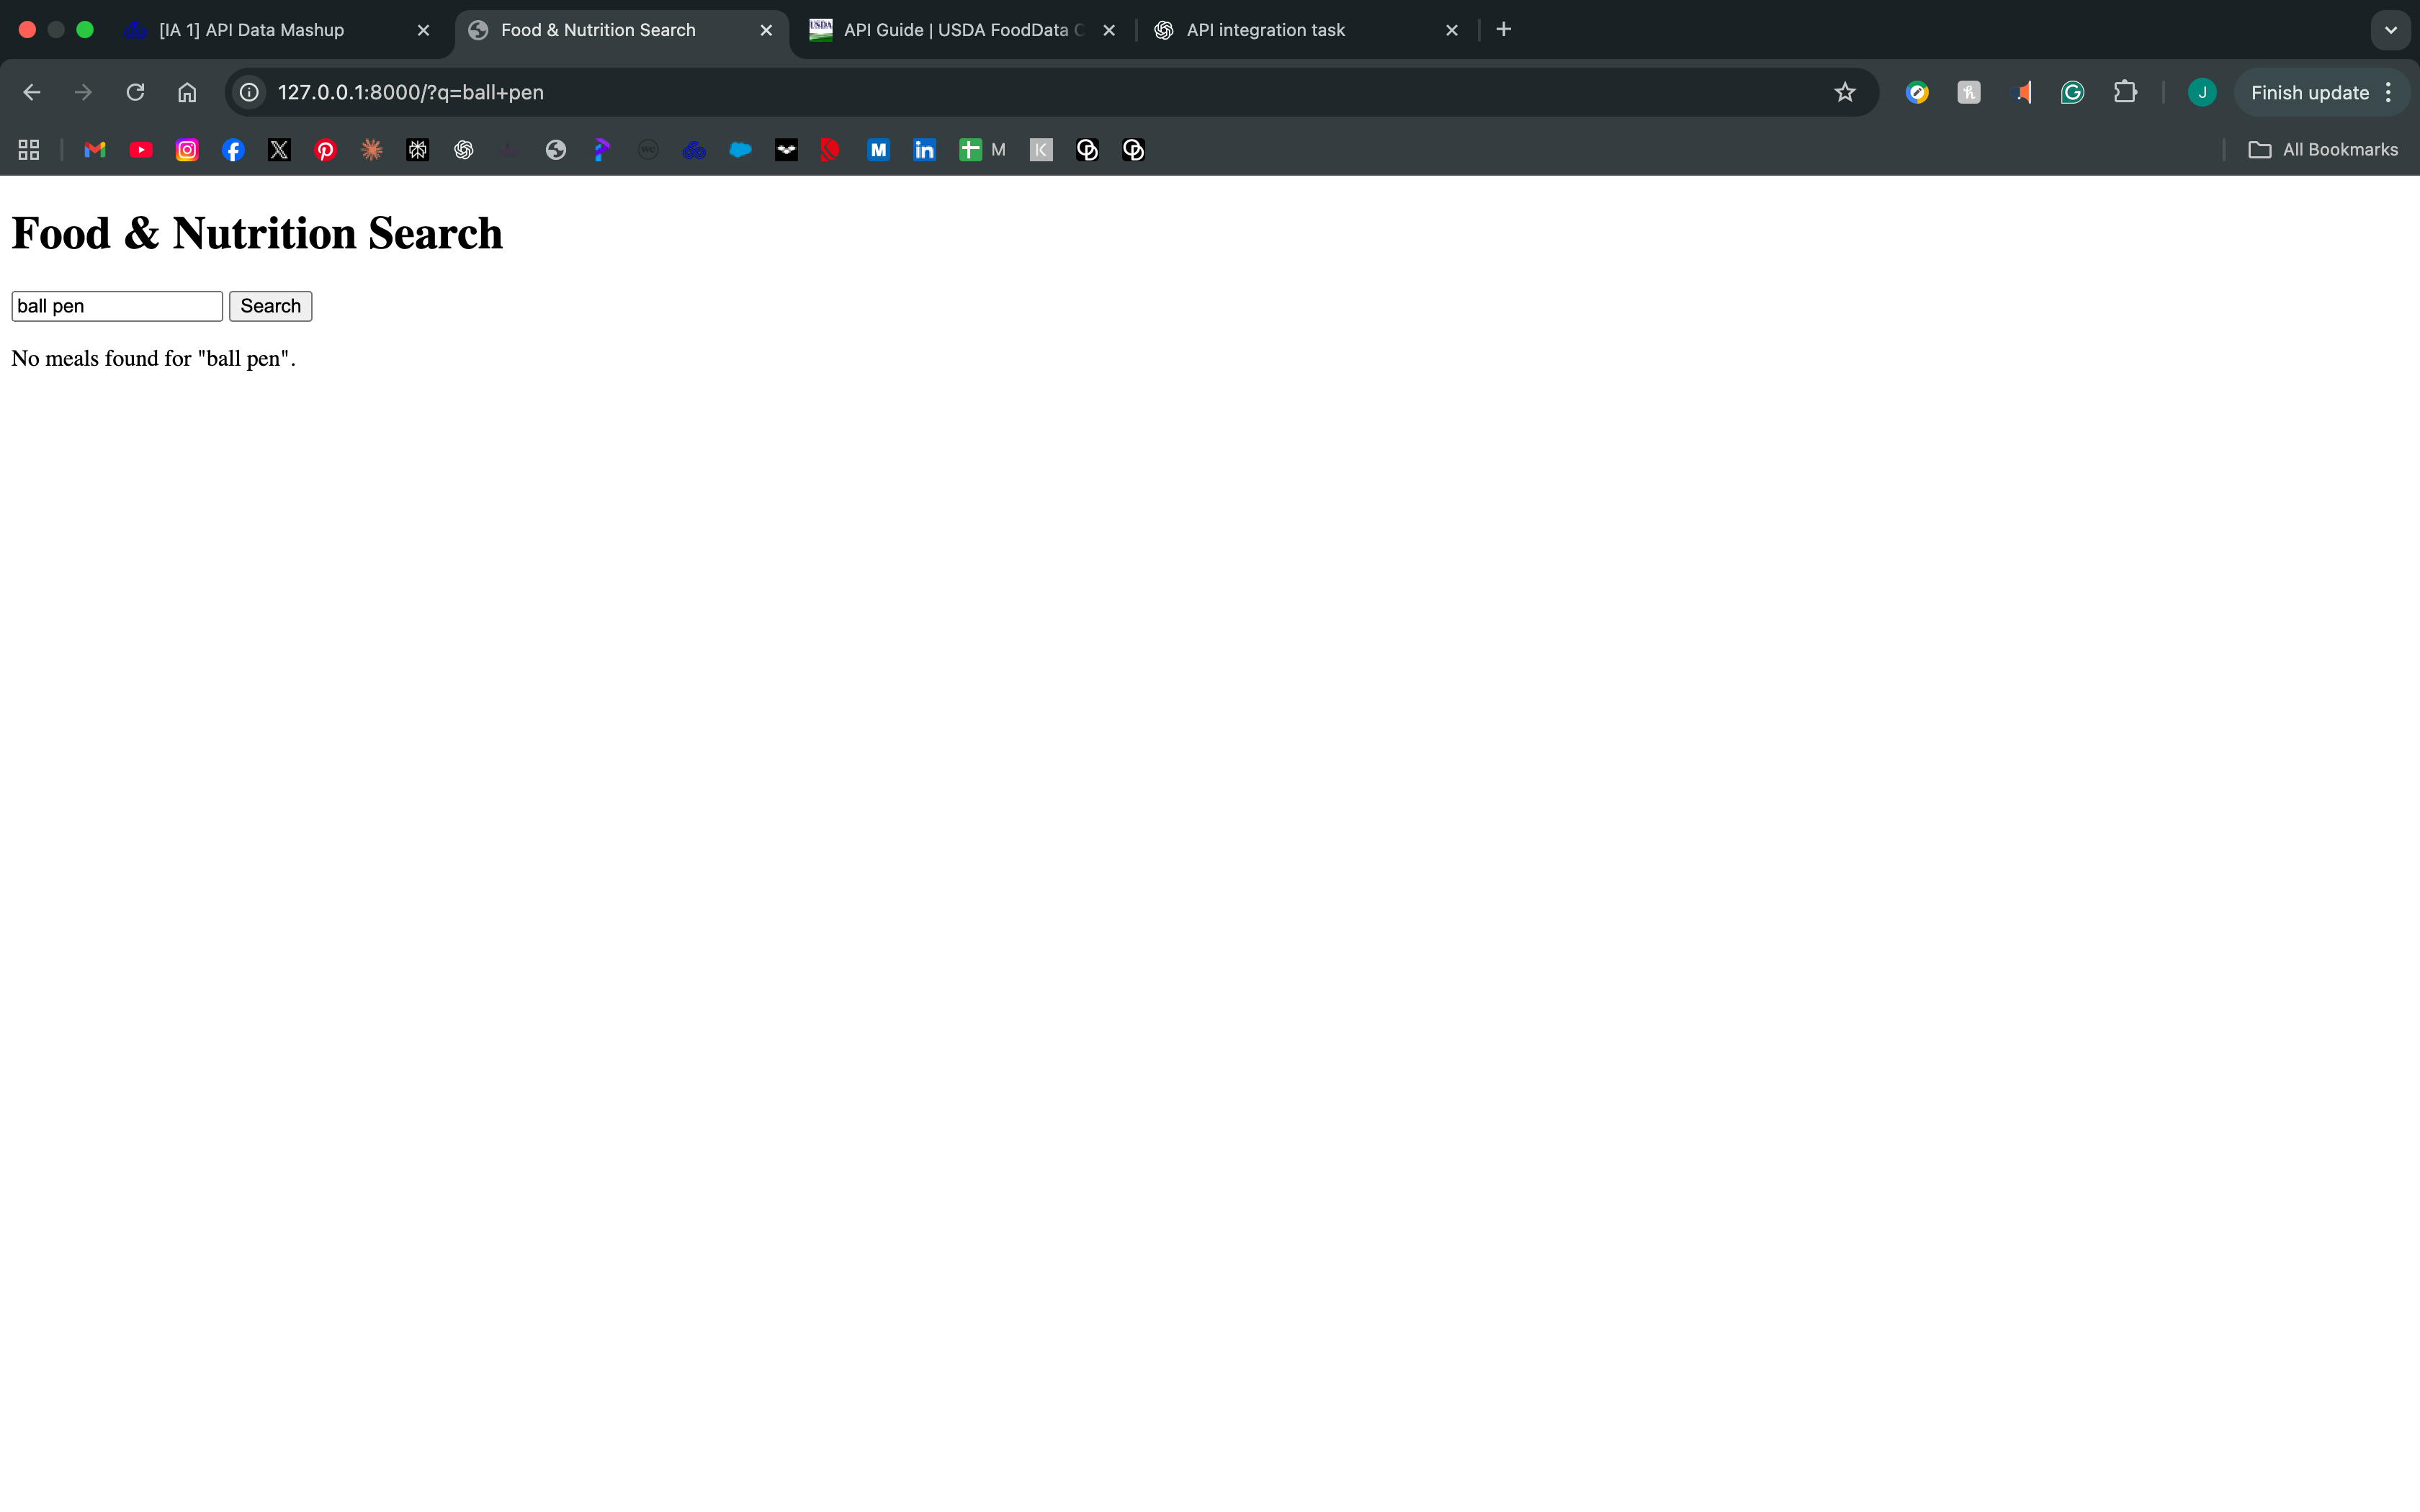 [IA 1] API Data Mashup
Food & Nutrition Search
API Guide | USDA FoodData C
API integration task
127.0.0.1:8000/?q=ball+pen
J
Finish update
M
All Bookmarks
Food & Nutrition Search
ball pen
Search
No meals found for "ball pen".